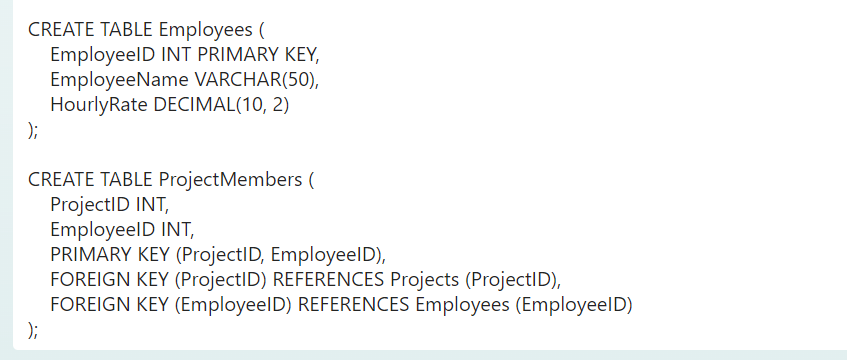 CREATE TABLE Employees (
EmployeeID INT PRIMARY KEY,
EmployeeName VARCHAR(50),
HourlyRate DECIMAL(10, 2)
);
CREATE TABLE ProjectMembers (
ProjectID INT,
EmployeeID INT,
PRIMARY KEY (ProjectID, EmployeeID),
FOREIGN KEY (ProjectID) REFERENCES Projects (ProjectID),
FOREIGN KEY (EmployeeID) REFERENCES Employees (EmployeeID)
);